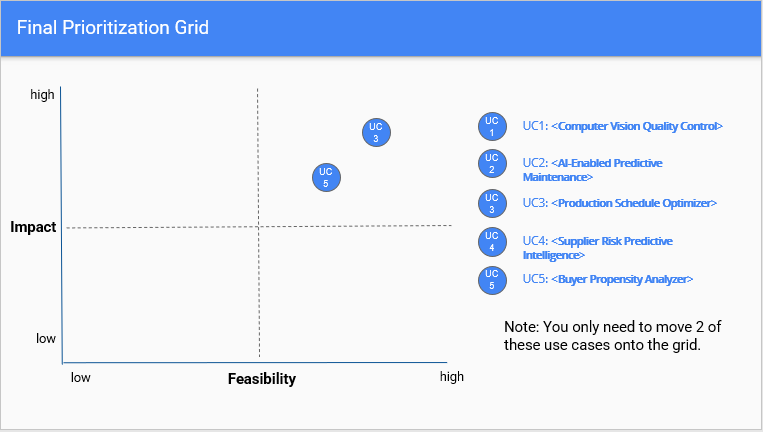 Final Prioritization Grid
high
Impact
low
low
Feasibility
high
UC
3
UC
5
UC
1
UC1: <Computer Vision Quality Control>
UC
2
UC2: <AI-Enabled Predictive
Maintenance>
UC
3
UC3: <Production Schedule Optimizer>
UC
4
UC4: <Supplier Risk Predictive
Intelligence>
UC
5
UC5: <Buyer Propensity Analyzer>
Note: You only need to move 2 of
these use cases onto the grid.